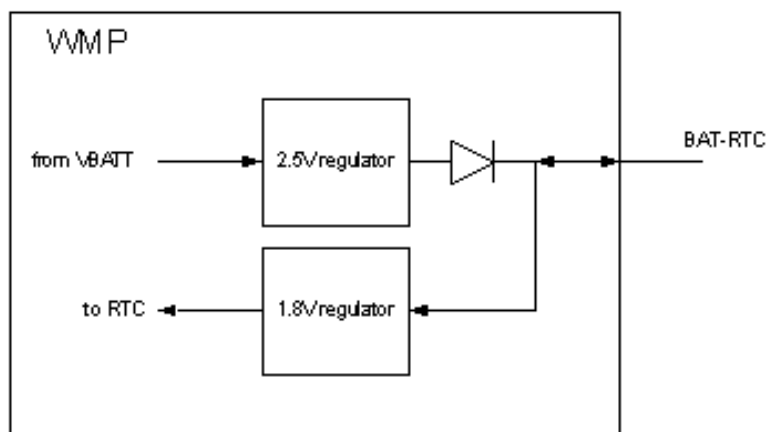 WMP
BAT-RTC
from VBATT
2.5V regulator
to RTC
1.8V regulator